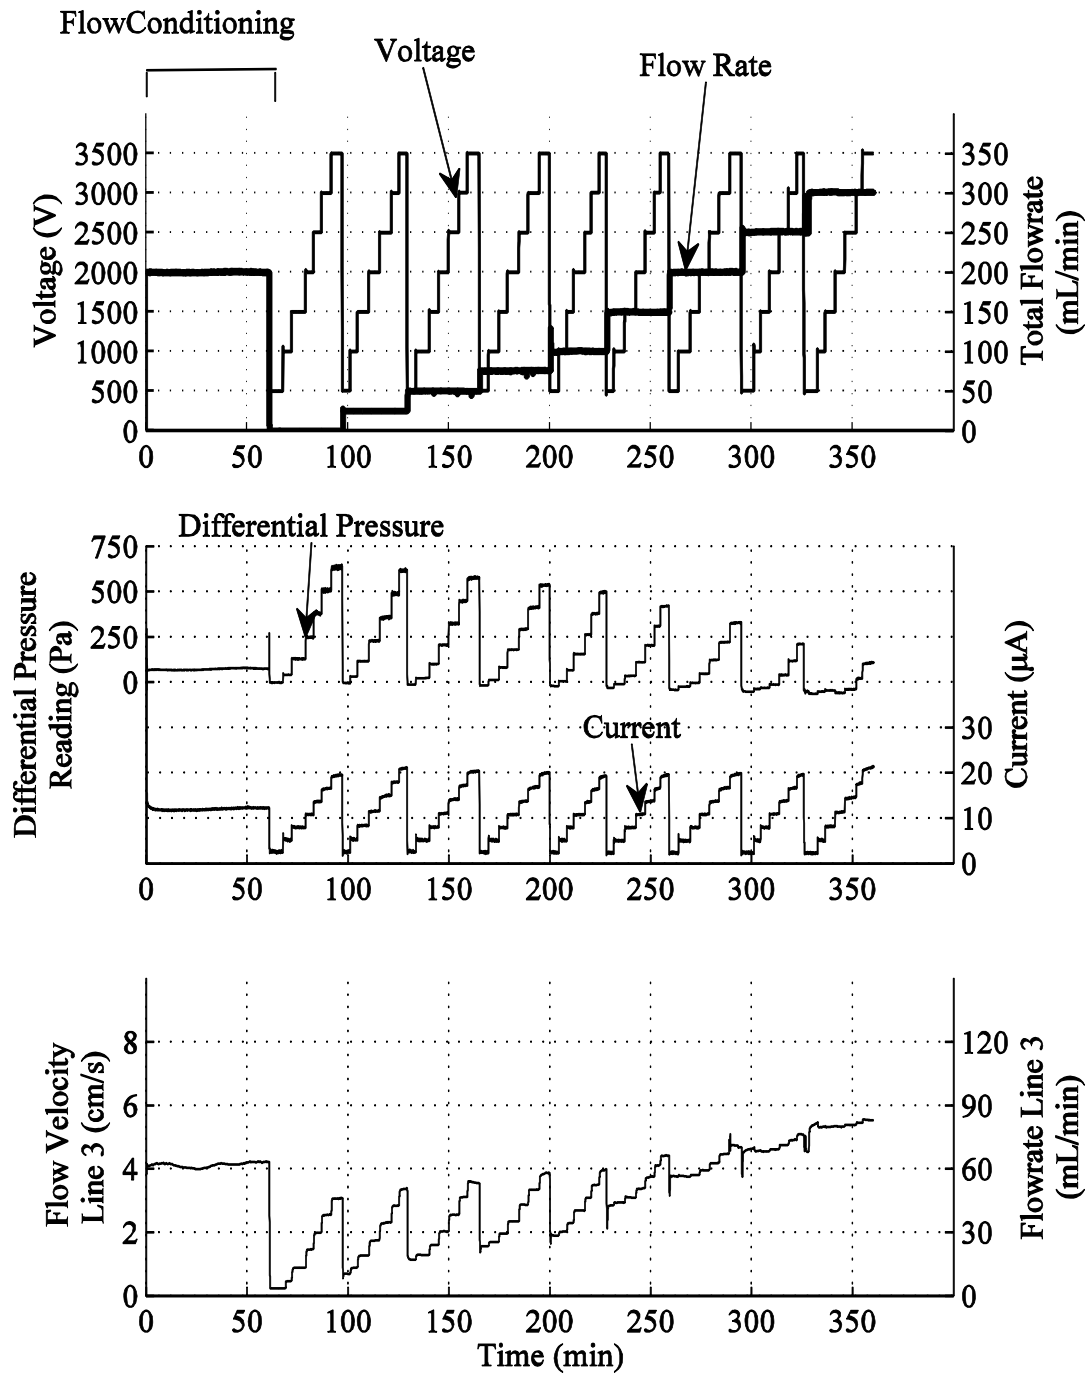 FlowConditioning
Voltage
Flow Rate
3500
3000
2500
2000
1500
1000
500
0
Voltage (V)
350
300
250
200
150
100
50
0
Total Flowrate
(mL/min)
0 50 100 150 200 250 300 350
Differential Pressure
750
500
250
0
Differential Pressure
Reading (Pa)
Current
30
20
10
0
Current (µA)
0 50 100 150 200 250 300 350
8
6
4
2
0
Flow Velocity
Line 3 (cm/s)
120
90
60
30
0
Flowrate Line 3
(mL/min)
0 50 100 150 200 250 300 350
Time (min)